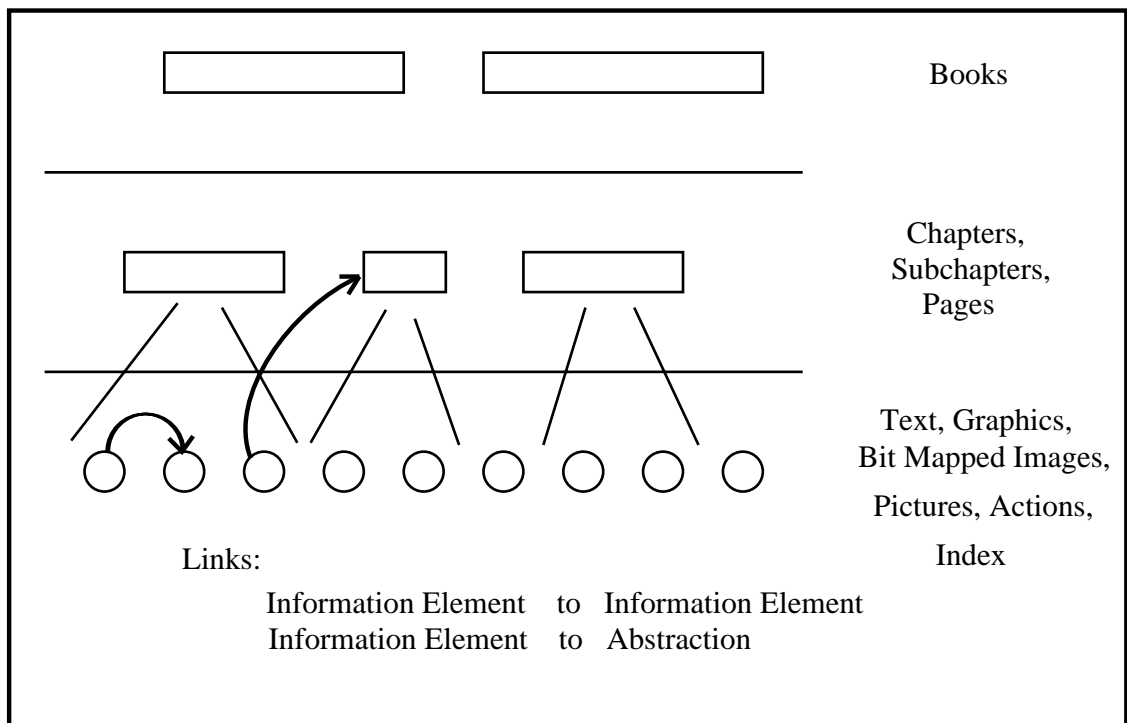 Books
Chapters,
Subchapters,
Pages
Text, Graphics,
Bit Mapped Images,
Pictures, Actions,
Index
Links:
Information Element to Information Element
Information Element to Abstraction